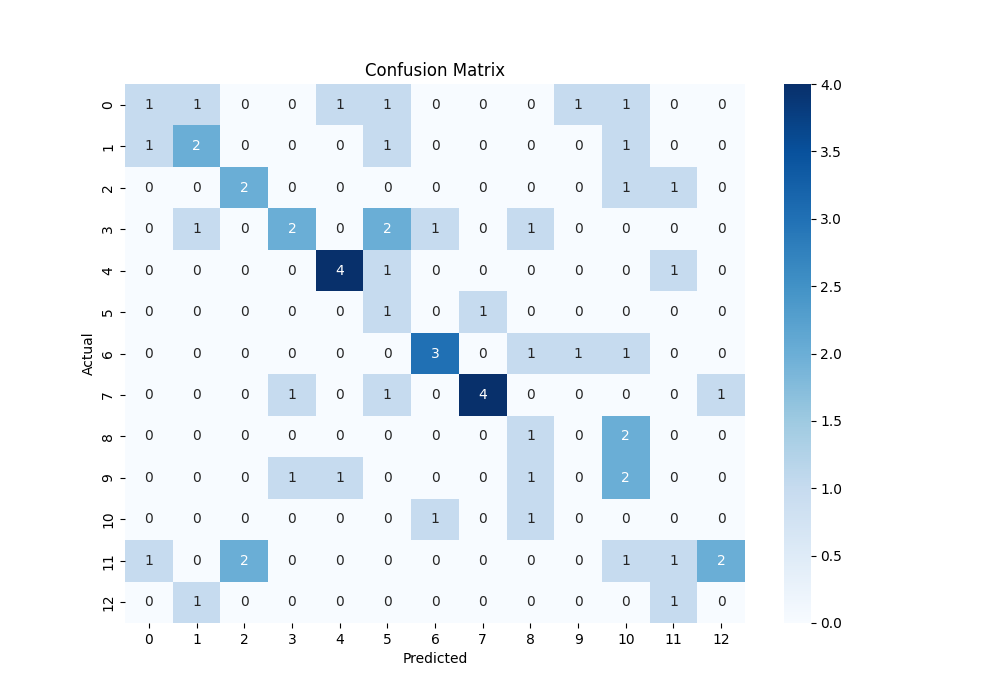 Confusion Matrix
0 1 1 0 0 1 1 0 0 0 1 1 0 0
1 1 2 0 0 0 1 0 0 0 0 1 0 0
2 0 0 2 0 0 0 0 0 0 0 1 1 0
3 0 1 0 2 0 2 1 0 1 0 0 0 0
4 0 0 0 0 4 1 0 0 0 0 0 1 0
5 0 0 0 0 0 1 0 1 0 0 0 0 0
6 0 0 0 0 0 0 3 0 1 1 1 0 0
7 0 0 0 1 0 1 0 4 0 0 0 0 1
8 0 0 0 0 0 0 0 0 1 0 2 0 0
9 0 0 0 1 1 0 0 0 1 0 2 0 0
10 0 0 0 0 0 0 1 0 1 0 0 0 0
11 1 0 2 0 0 0 0 0 0 0 1 1 2
12 0 1 0 0 0 0 0 0 0 0 0 1 0
0 1 2 3 4 5 6 7 8 9 10 11 12
Predicted
Actual
4.0
3.5
3.0
2.5
2.0
1.5
1.0
0.5
0.0